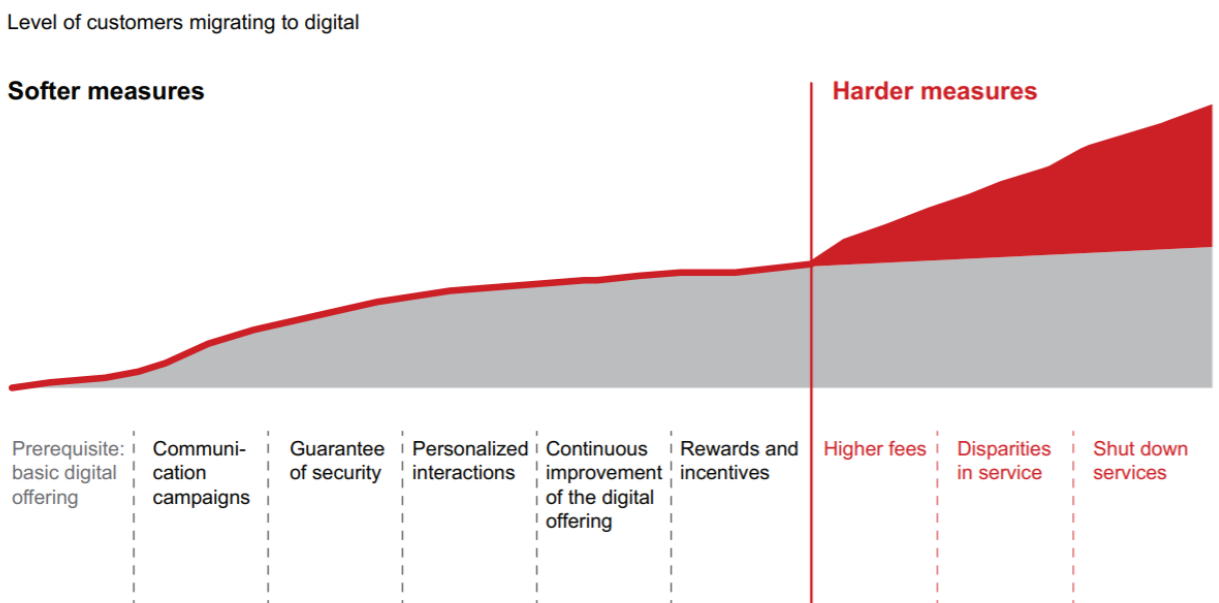 Level of customers migrating to digital
Softer measures
Harder measures
Prerequisite:
basic digital
offering
Communi-
cation
campaigns
Guarantee
of security
Personalized
interactions
Continuous
improvement
of the digital
offering
Rewards and
incentives
Higher fees
Disparities
in service
Shut down
services